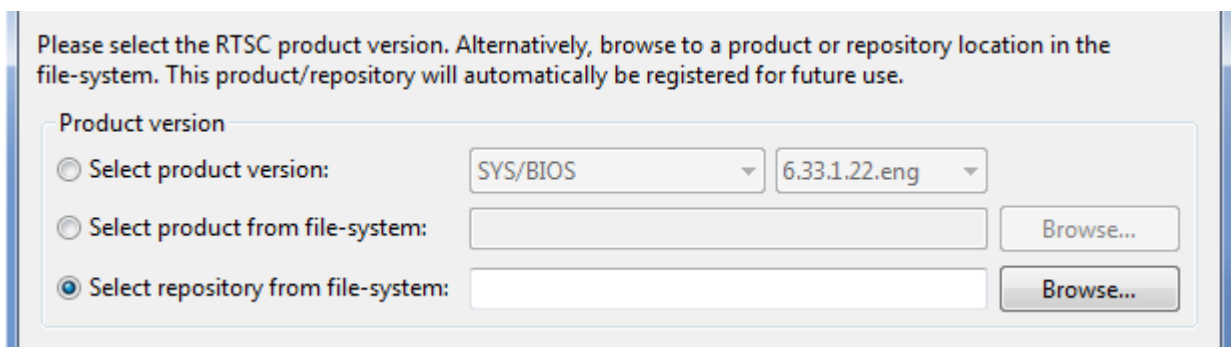 Please select the RTSC product version. Alternatively, browse to a product or repository location in the
file-system. This product/repository will automatically be registered for future use.
Product version
Select product version: SYS/BIOS 6.33.1.22.eng
Select product from file-system: Browse...
Select repository from file-system: Browse...